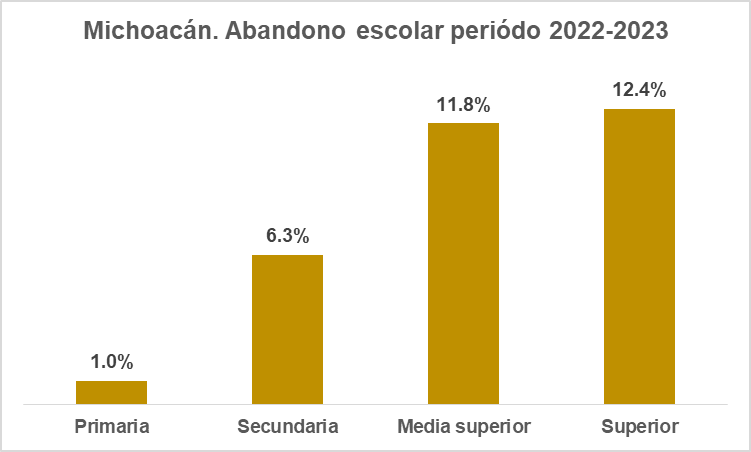 Michoacán. Abandono escolar periódo 2022-2023
1.0%
6.3%
11.8%
12.4%
Primaria
Secundaria
Media superior
Superior